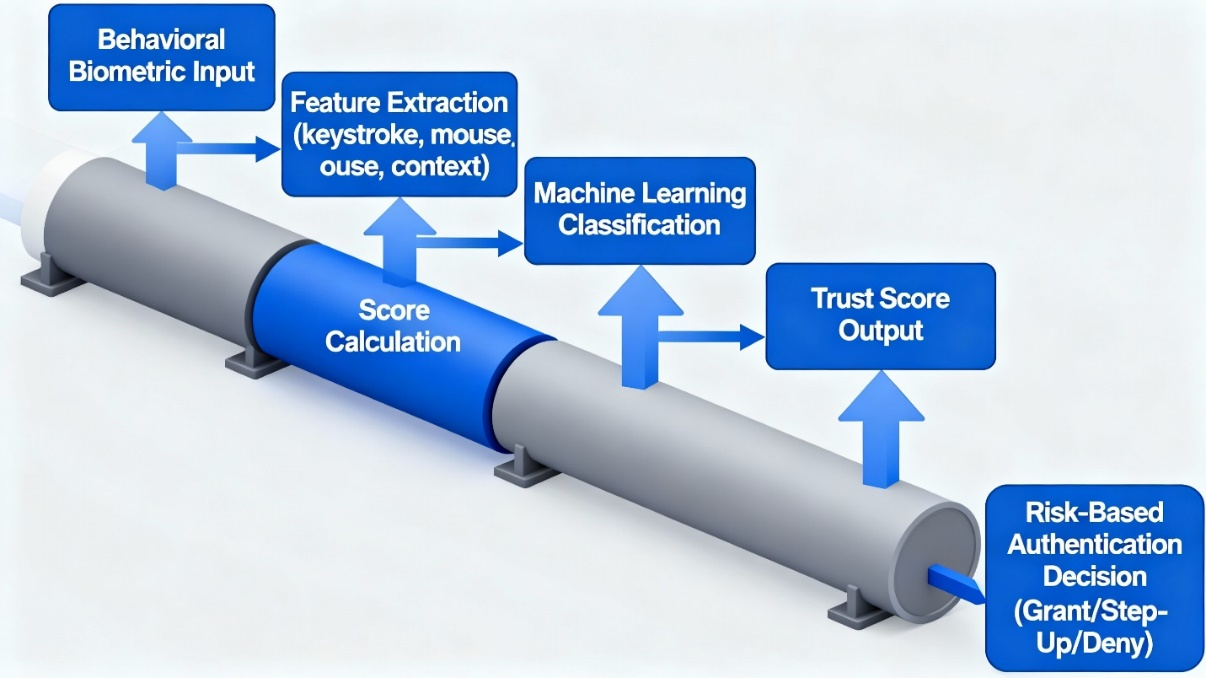 Behavioral
Biometric Input
Feature Extraction
(keystroke, mouse,
ouse, context)
Machine Learning
Classification
Score
Calculation
Trust Score
Output
Risk-Based
Authentication
Decision
(Grant/Step-
Up/Deny)